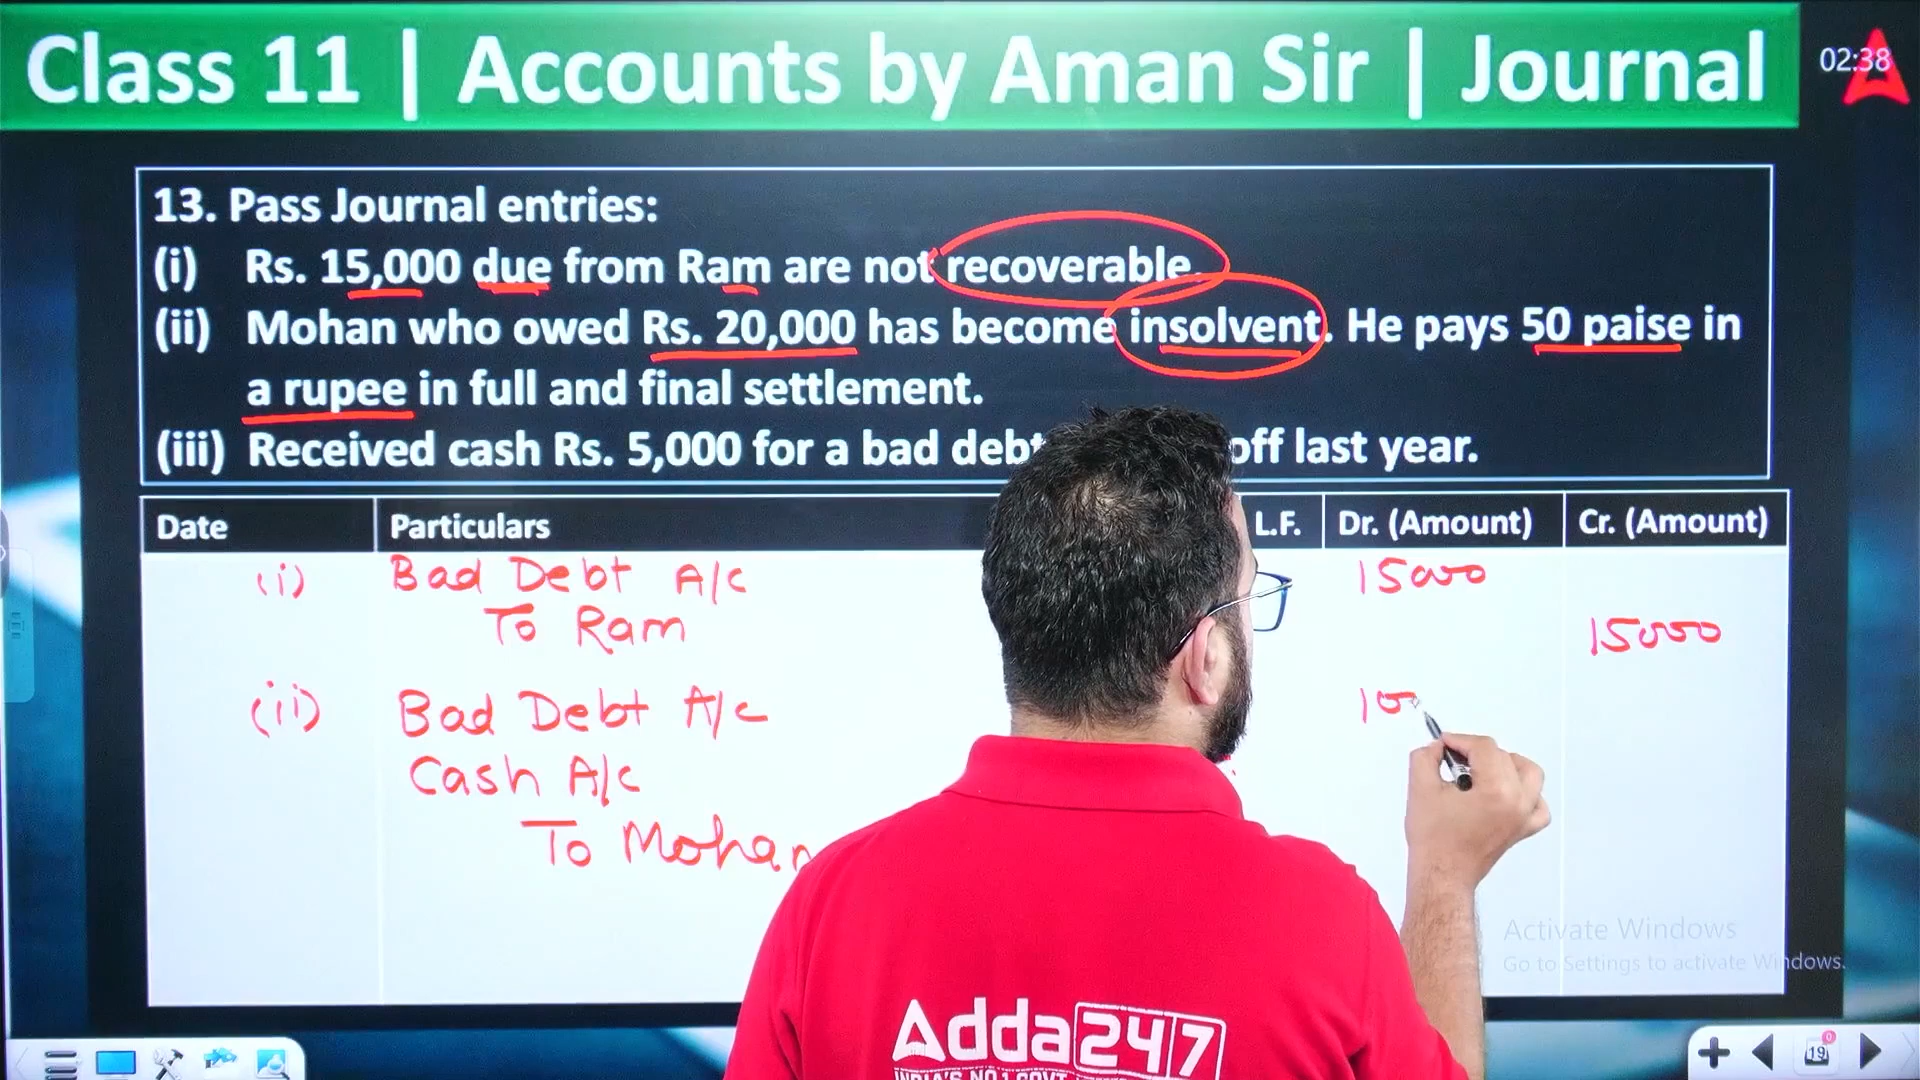 Class 11 | Accounts by Aman Sir | Journal
02:38
13. Pass Journal entries:
(i) Rs. 15,000 due from Ram are not recoverable.
(ii) Mohan who owed Rs. 20,000 has become insolvent. He pays 50 paise in
a rupee in full and final settlement.
(iii) Received cash Rs. 5,000 for a bad debt off last year.
Date Particulars L.F. Dr. (Amount) Cr. (Amount)
(i) Bad Debt A/c 15000
To Ram 15000
(ii) Bad Debt A/c 100
Cash A/c
To Mohan
Activate Windows
Go to Settings to activate Windows.
Adda247
19
0